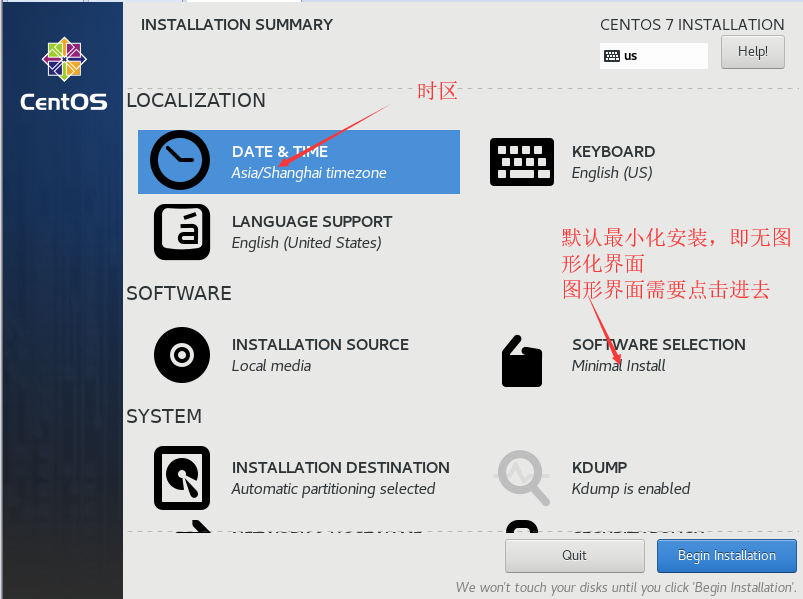 INSTALLATION SUMMARY
CENTOS 7 INSTALLATION
us
Help!
CentOS
时区
LOCALIZATION
DATE & TIME
Asia/Shanghai timezone
KEYBOARD
English (US)
LANGUAGE SUPPORT
English (United States)
默认最小化安装，即无图
形化界面
图形界面需要点击进去
SOFTWARE
INSTALLATION SOURCE
Local media
SOFTWARE SELECTION
Minimal Install
SYSTEM
INSTALLATION DESTINATION
Automatic partitioning selected
KDUMP
Kdump is enabled
Quit
Begin Installation
We won't touch your disks until you click 'Begin Installation'.